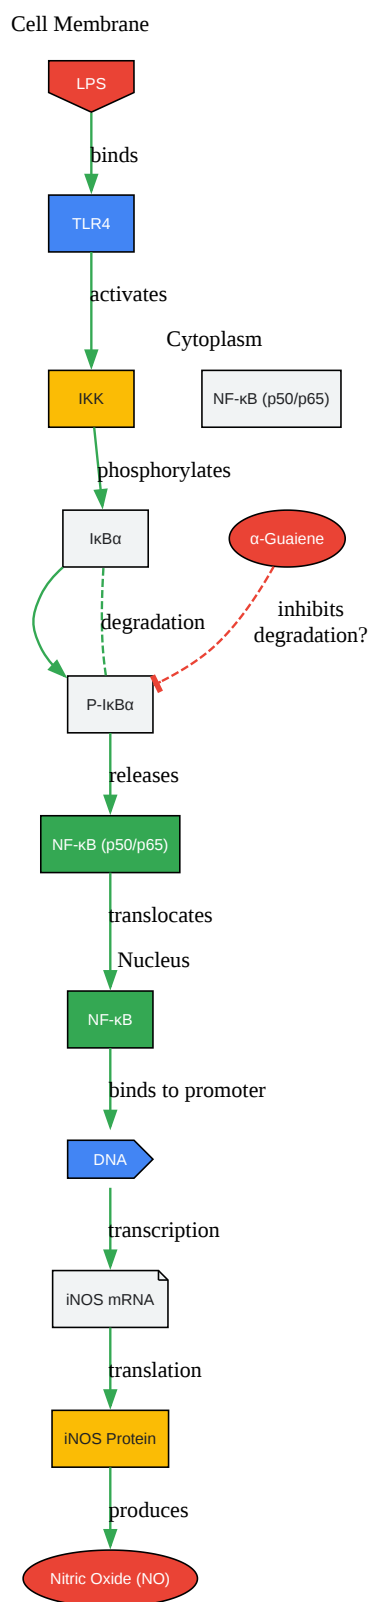 Cell Membrane
LPS
binds
TLR4
activates
Cytoplasm
IKK
NF-κB (p50/p65)
phosphorylates
IκBα
α-Guaiene
degradation
inhibits
degradation?
P-IκBα
releases
NF-κB (p50/p65)
translocates
Nucleus
NF-κB
binds to promoter
DNA
transcription
iNOS mRNA
translation
iNOS Protein
produces
Nitric Oxide (NO)